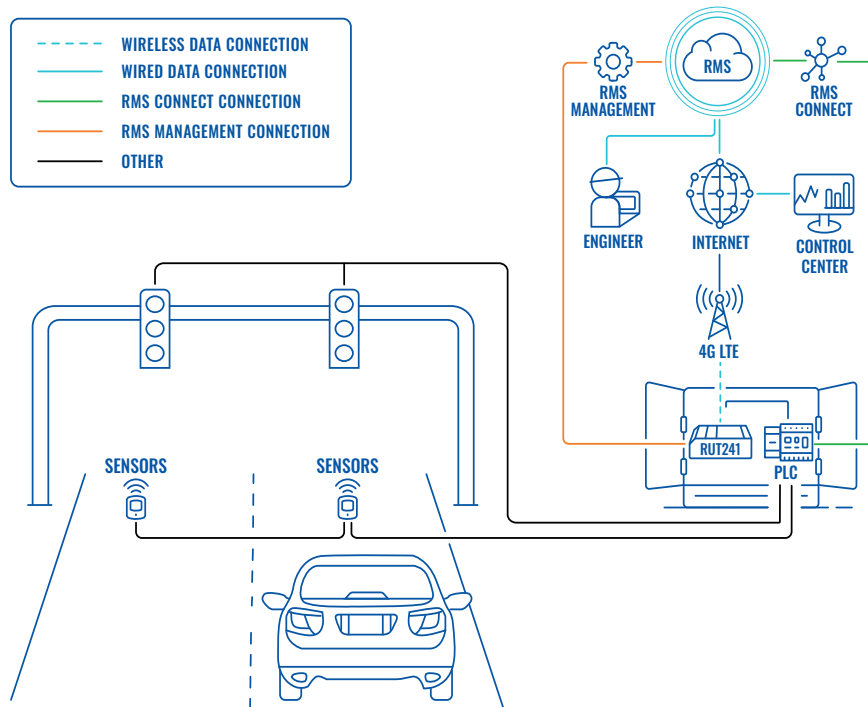 WIRELESS DATA CONNECTION
WIRED DATA CONNECTION
RMS CONNECT CONNECTION
RMS MANAGEMENT CONNECTION
OTHER
RMS
RMS
MANAGEMENT
RMS
CONNECT
ENGINEER
INTERNET
CONTROL
CENTER
4G LTE
RUT241
PLC
SENSORS
SENSORS